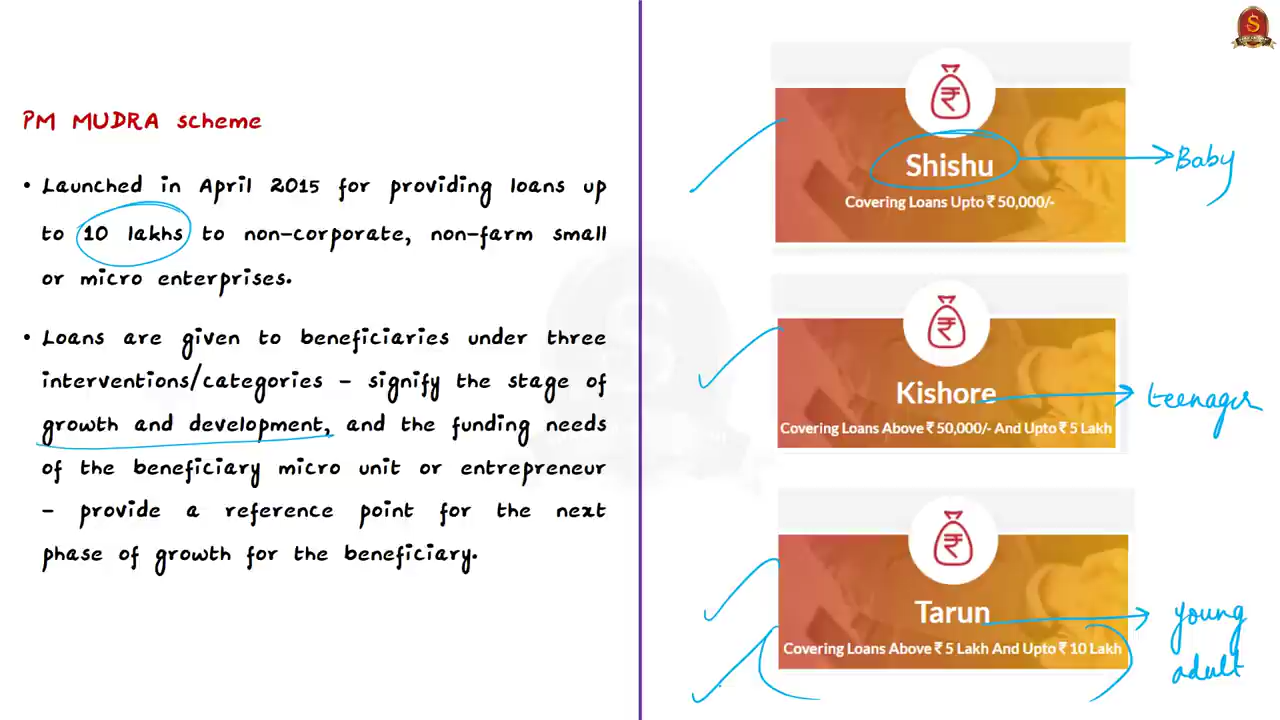 PM MUDRA scheme
• Launched in April 2015 for providing loans up
to 10 lakhs to non-corporate, non-farm small
or micro enterprises.
• Loans are given to beneficiaries under three
interventions/categories – signify the stage of
growth and development, and the funding needs
of the beneficiary micro unit or entrepreneur
– provide a reference point for the next
phase of growth for the beneficiary.
₹
Shishu
Baby
Covering Loans Upto ₹ 50,000/-
₹
Kishore
teenager
Covering Loans Above ₹ 50,000/- And Upto ₹ 5 Lakh
₹
Tarun
young
adult
Covering Loans Above ₹ 5 Lakh And Upto ₹ 10 Lakh